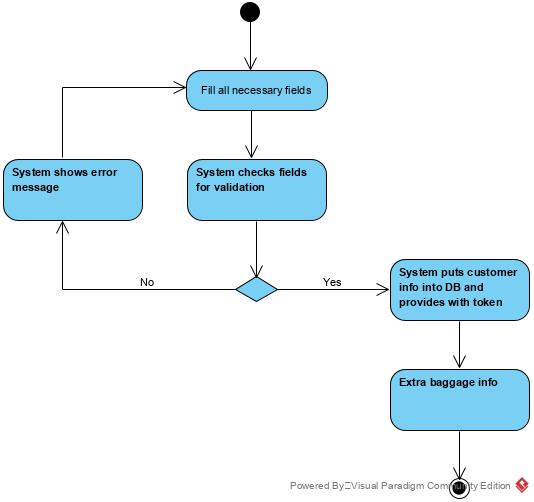 Fill all necessary fields
System shows error
message
System checks fields
for validation
No
Yes
System puts customer
info into DB and
provides with token
Extra baggage info
Powered By Visual Paradigm Community Edition